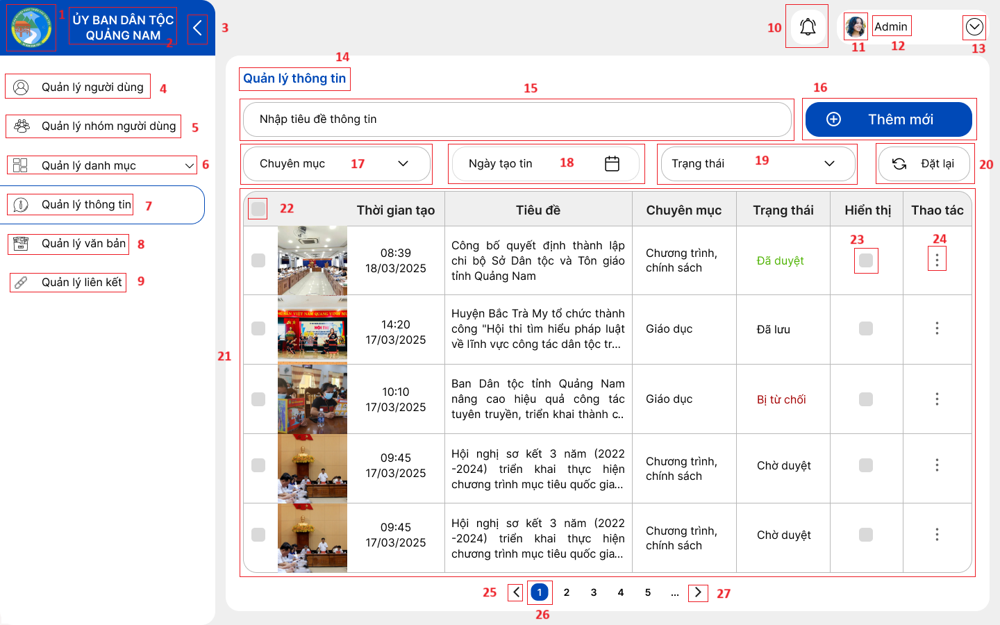 1
ỦY BAN DÂN TỘC
QUẢNG NAM
2
3
10
Admin
11
12
13
Quản lý người dùng
4
Quản lý nhóm người dùng
5
Quản lý danh mục
6
Quản lý thông tin
7
Quản lý văn bản
8
Quản lý liên kết
9
14
Quản lý thông tin
15
16
Nhập tiêu đề thông tin
Thêm mới
Chuyên mục
17
Ngày tạo tin
18
Trạng thái
19
Đặt lại
20
21
22
Thời gian tạo
Tiêu đề
Chuyên mục
Trạng thái
Hiển thị
Thao tác
23
24
08:39
18/03/2025
Công bố quyết định thành lập
chi bộ Sở Dân tộc và Tôn giáo
tỉnh Quảng Nam
Chương trình,
chính sách
Đã duyệt
14:20
17/03/2025
Huyện Bắc Trà My tổ chức thành
công "Hội thi tìm hiểu pháp luật
về lĩnh vực công tác dân tộc tr...
Giáo dục
Đã lưu
10:10
17/03/2025
Ban Dân tộc tỉnh Quảng Nam
nâng cao hiệu quả công tác
tuyên truyền, triển khai thành c..
Giáo dục
Bị từ chối
09:45
17/03/2025
Hội nghị sơ kết 3 năm (2022
-2024) triển khai thực hiện
chương trình mục tiêu quốc gia...
Chương trình,
chính sách
Chờ duyệt
09:45
17/03/2025
Hội nghị sơ kết 3 năm (2022
-2024) triển khai thực hiện
chương trình mục tiêu quốc gia...
Chương trình,
chính sách
Chờ duyệt
25
1 2 3 4 5 ...
27
26